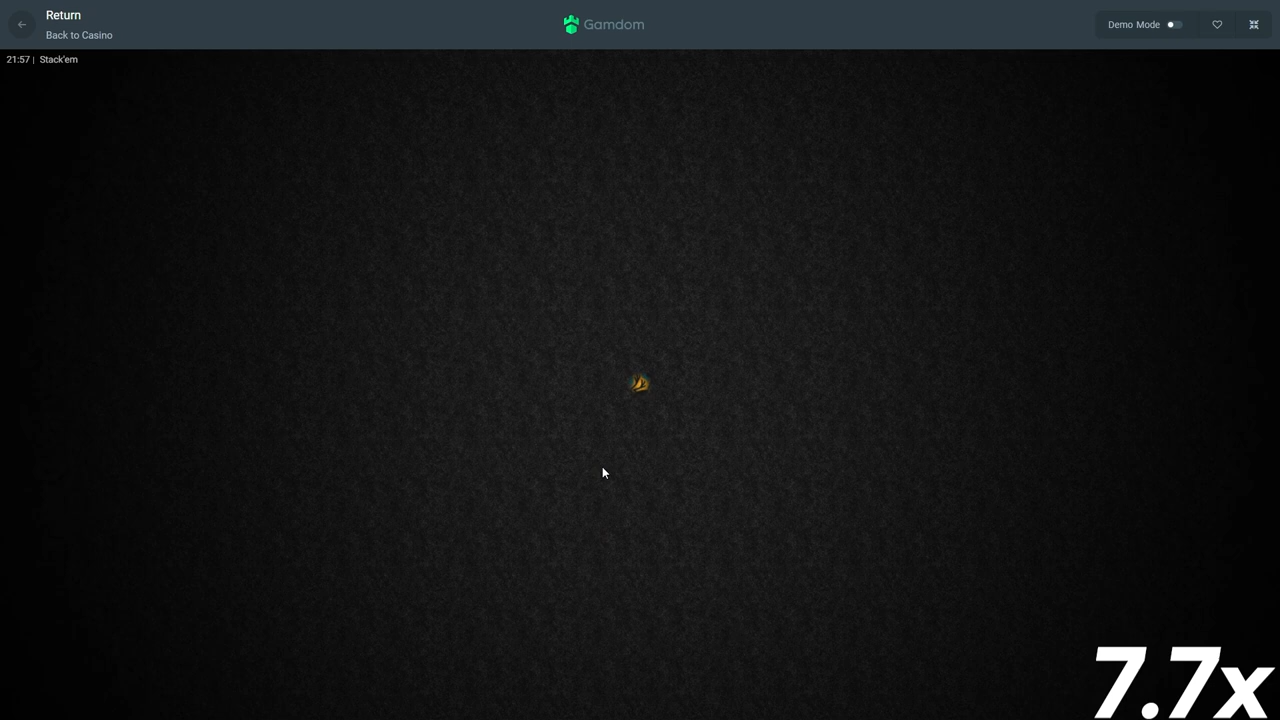 Return
Back to Casino
Gamdom
Demo Mode
21:57 | Stack'em
7.7x